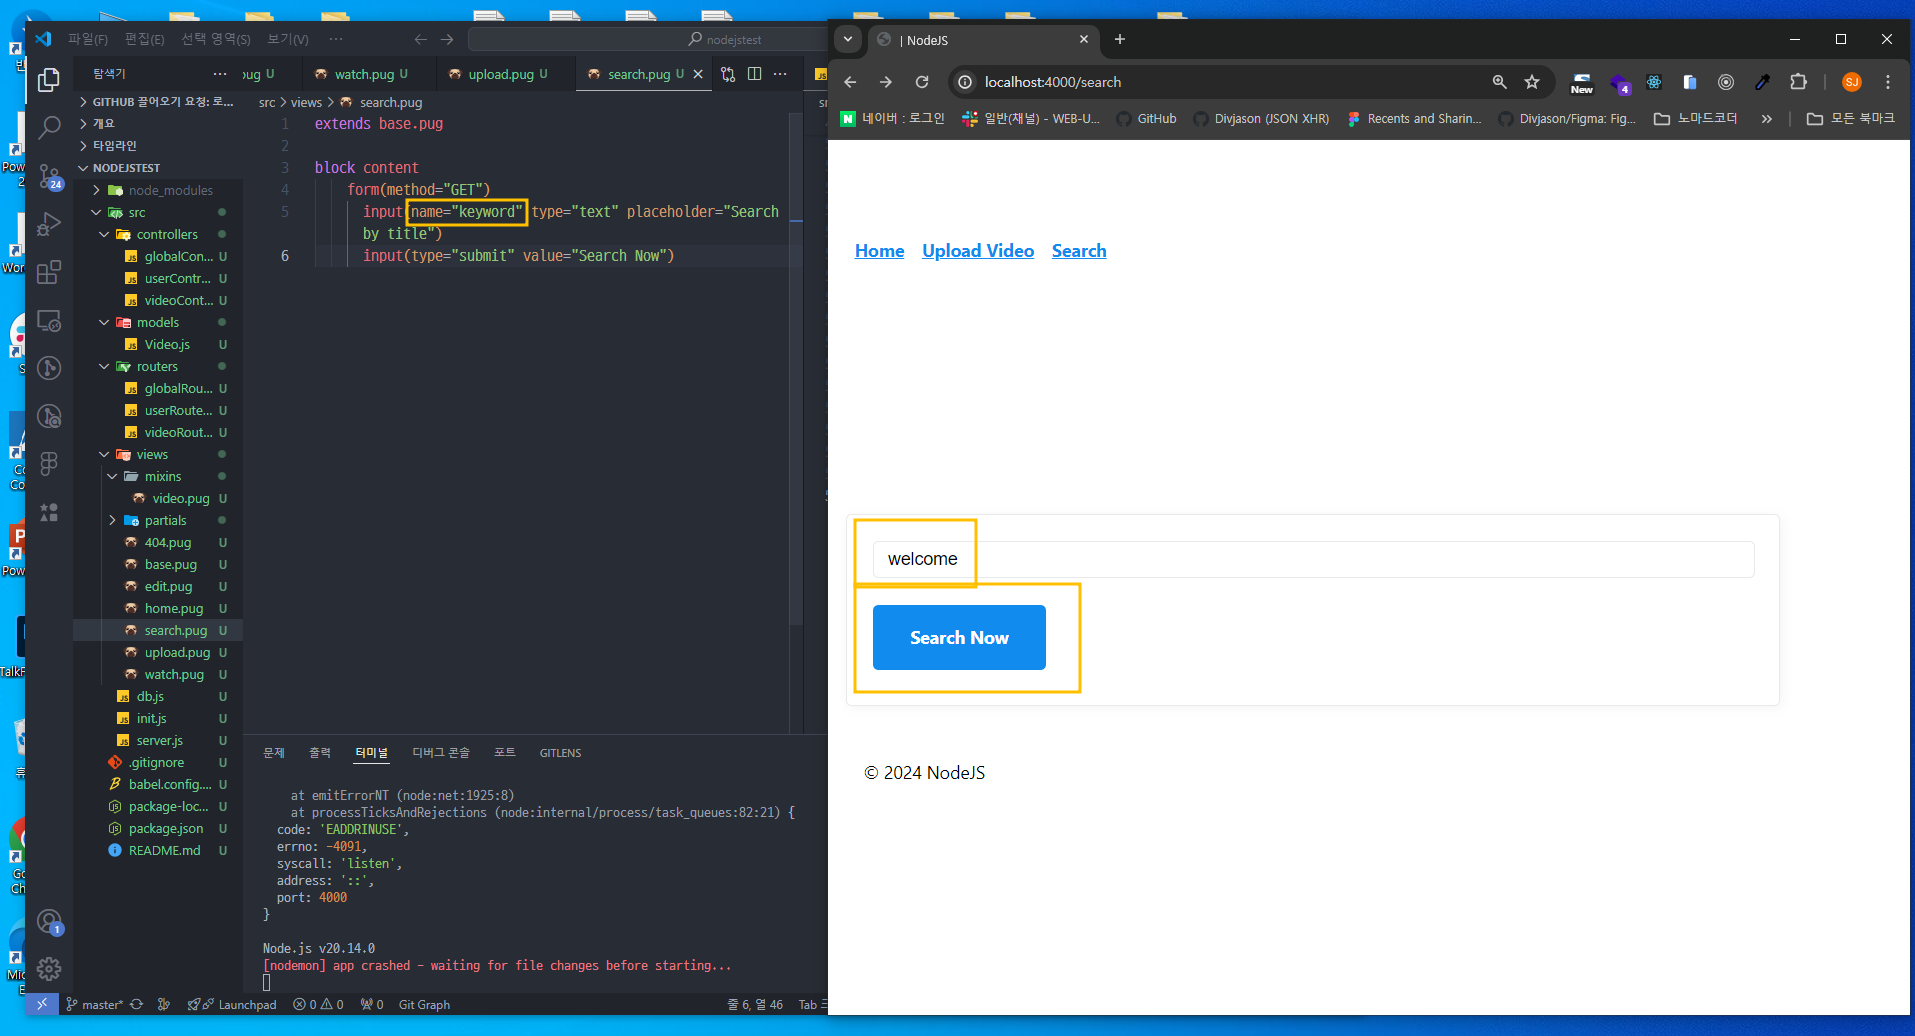 파일(F) 편집(E) 선택 영역(S) 보기(V) ··· nodejstest
탐색기 ···
GITHUB 끌어오기 요청: 로...
개요
타임라인
NODEJSTEST
node_modules
src
controllers
globalCon... U
userContr... U
videoCont... U
models
Video.js U
routers
globalRou... U
userRoute... U
videoRout... U
views
mixins
video.pug U
partials
404.pug U
base.pug U
edit.pug U
home.pug U
search.pug U
upload.pug U
watch.pug U
db.js U
init.js U
server.js U
.gitignore U
babel.config.... U
package-loc... U
package.json U
README.md U
24
1
watch.pug U upload.pug U search.pug U
src > views > search.pug
1 extends base.pug
2
3 block content
4 form(method="GET")
5 input(name="keyword" type="text" placeholder="Search
by title")
6 input(type="submit" value="Search Now")
문제 출력 터미널 디버그 콘솔 포트 GITLENS
at emitErrorNT (node:net:1925:8)
at processTicksAndRejections (node:internal/process/task_queues:82:21) {
code: 'EADDRINUSE',
errno: -4091,
syscall: 'listen',
address: '::',
port: 4000
}
Node.js v20.14.0
[nodemon] app crashed - waiting for file changes before starting...
master* Launchpad 0 0 0 Git Graph 줄 6, 열 46
| NodeJS
localhost:4000/search
New 4 SJ
네이버 : 로그인 일반(채널) - WEB-U... GitHub Divjason (JSON XHR) Recents and Sharin... Divjason/Figma: Fig... 노마드코더 » 모든 북마크
Home Upload Video Search
welcome
Search Now
© 2024 NodeJS